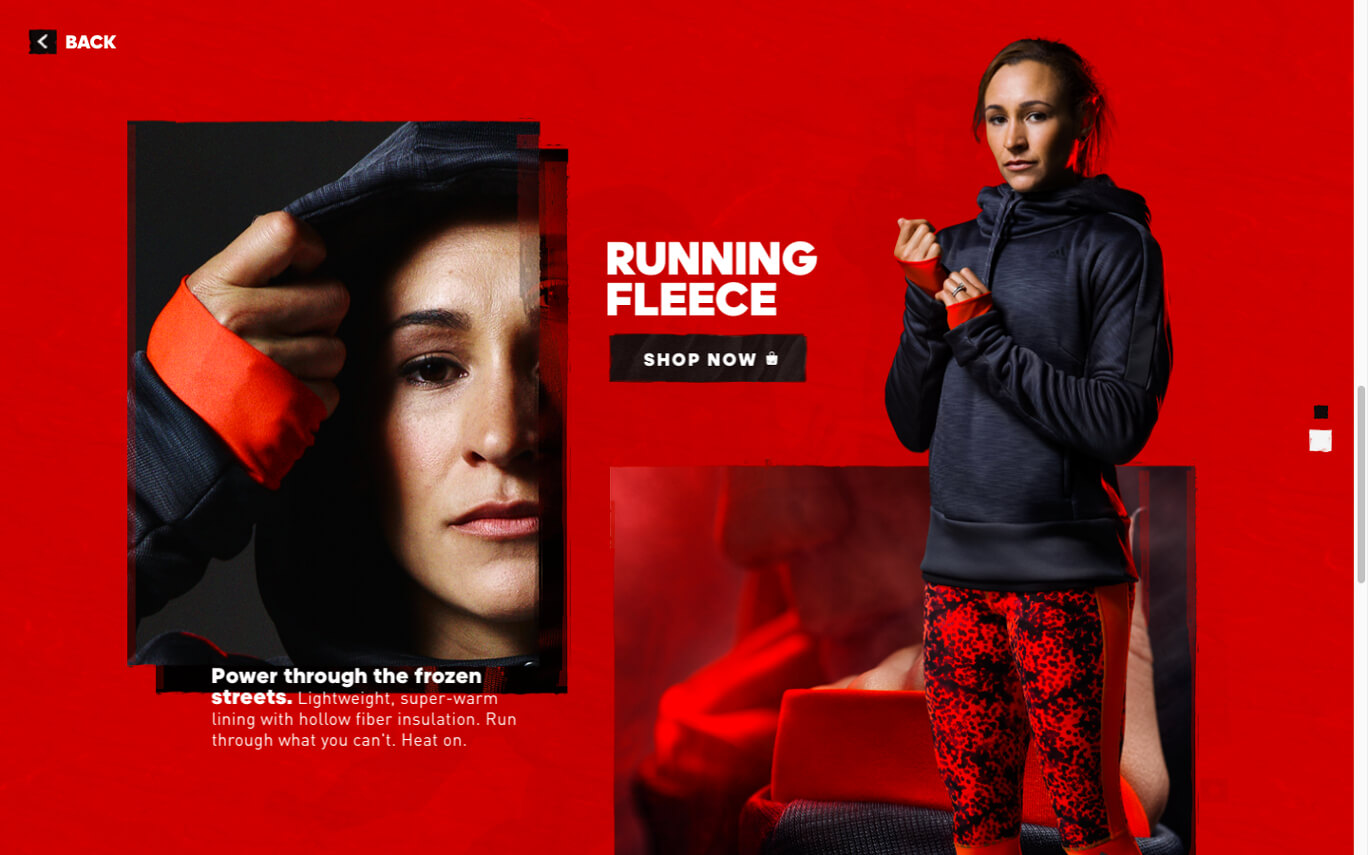 BACK
RUNNING
FLEECE
SHOP NOW
Power through the frozen
streets. Lightweight, super-warm
lining with hollow fiber insulation. Run
through what you can't. Heat on.